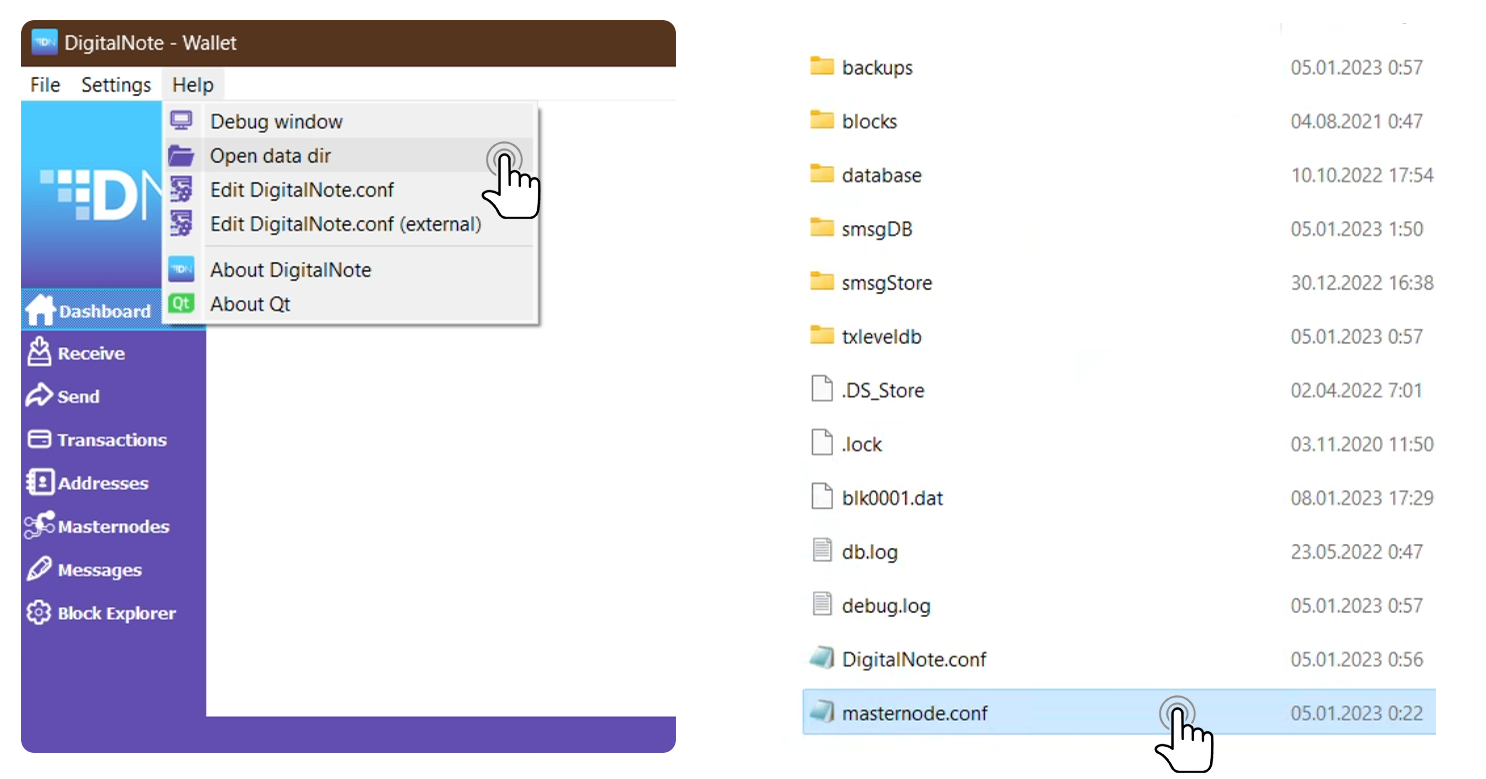 DigitalNote - Wallet
File Settings Help
Debug window
Open data dir
Edit DigitalNote.conf
Edit DigitalNote.conf (external)
About DigitalNote
About Qt
Dashboard
Receive
Send
Transactions
Addresses
Masternodes
Messages
Block Explorer
backups 05.01.2023 0:57
blocks 04.08.2021 0:47
database 10.10.2022 17:54
smsgDB 05.01.2023 1:50
smsgStore 30.12.2022 16:38
txleveldb 05.01.2023 0:57
.DS_Store 02.04.2022 7:01
.lock 03.11.2020 11:50
blk0001.dat 08.01.2023 17:29
db.log 23.05.2022 0:47
debug.log 05.01.2023 0:57
DigitalNote.conf 05.01.2023 0:56
masternode.conf 05.01.2023 0:22